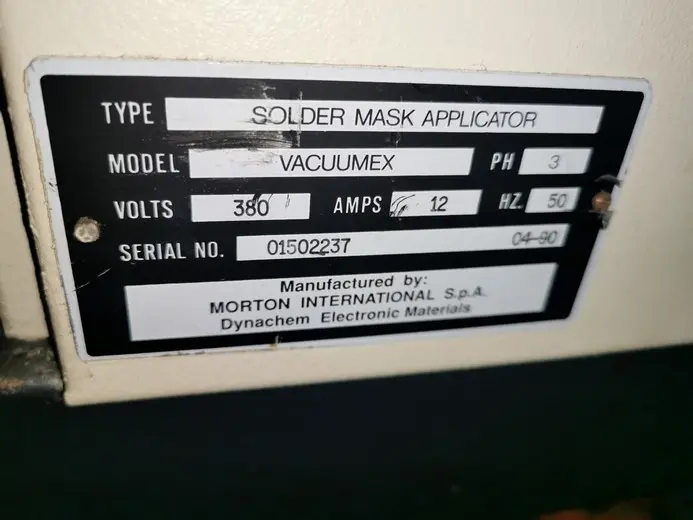 TYPE SOLDER MASK APPLICATOR
MODEL VACUUMEX PH 3
VOLTS 380 AMPS 12 HZ. 50
SERIAL NO. 01502237 04-90
Manufactured by:
MORTON INTERNATIONAL S.p.A.
Dynachem Electronic Materials